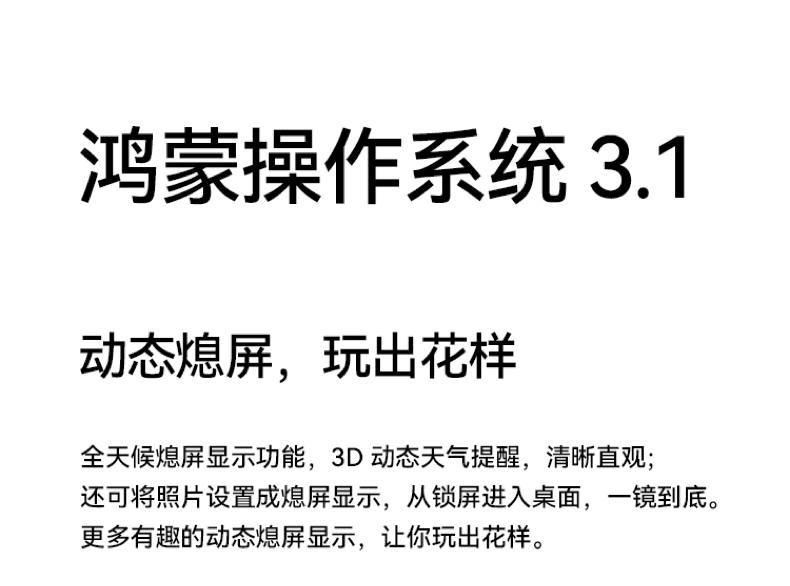 鸿蒙操作系统 3.1
动态熄屏，玩出花样
全天候熄屏显示功能，3D 动态天气提醒，清晰直观；
还可将照片设置成熄屏显示，从锁屏进入桌面，一镜到底。
更多有趣的动态熄屏显示，让你玩出花样。